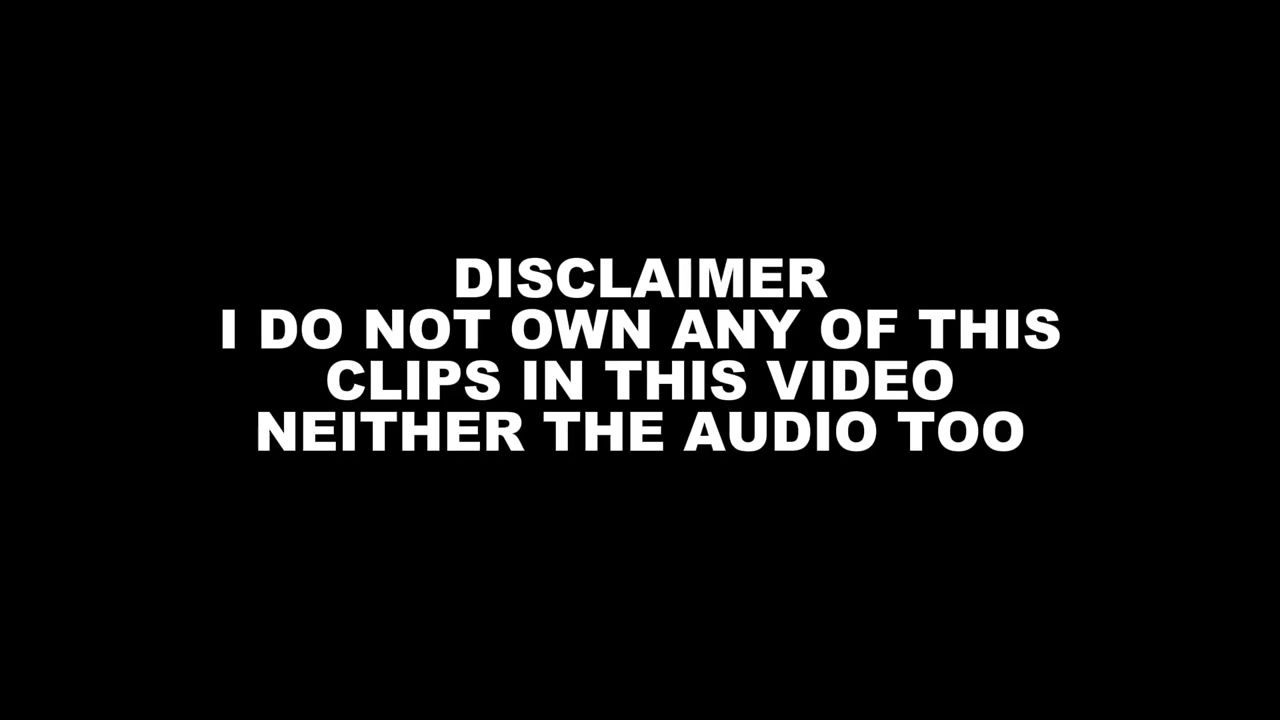 DISCLAIMER
I DO NOT OWN ANY OF THIS
CLIPS IN THIS VIDEO
NEITHER THE AUDIO TOO